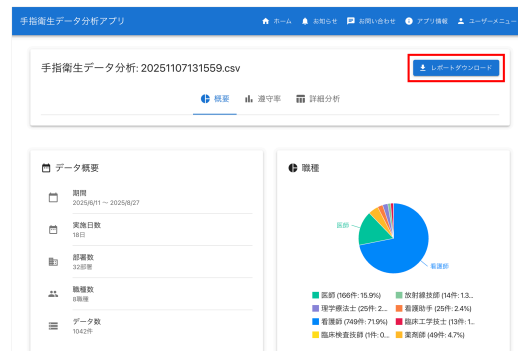 手指衛生データ分析アプリ
ホーム お知らせ お問い合わせ アプリ情報 ユーザーメニュー
手指衛生データ分析: 20251107131559.csv
レポートダウンロード
概要 遵守率 詳細分析
データ概要
期間
2025/6/11 ～ 2025/8/27
実施日数
18日
部署数
32部署
職種数
8職種
データ数
1042件
職種
医師
看護師
医師 (166件: 15.9%) 放射線技師 (14件: 1.3...
理学療法士 (25件: 2... 看護助手 (25件: 2.4%)
看護師 (749件: 71.9%) 臨床工学技士 (13件: 1...
臨床検査技師 (1件: 0... 薬剤師 (49件: 4.7%)